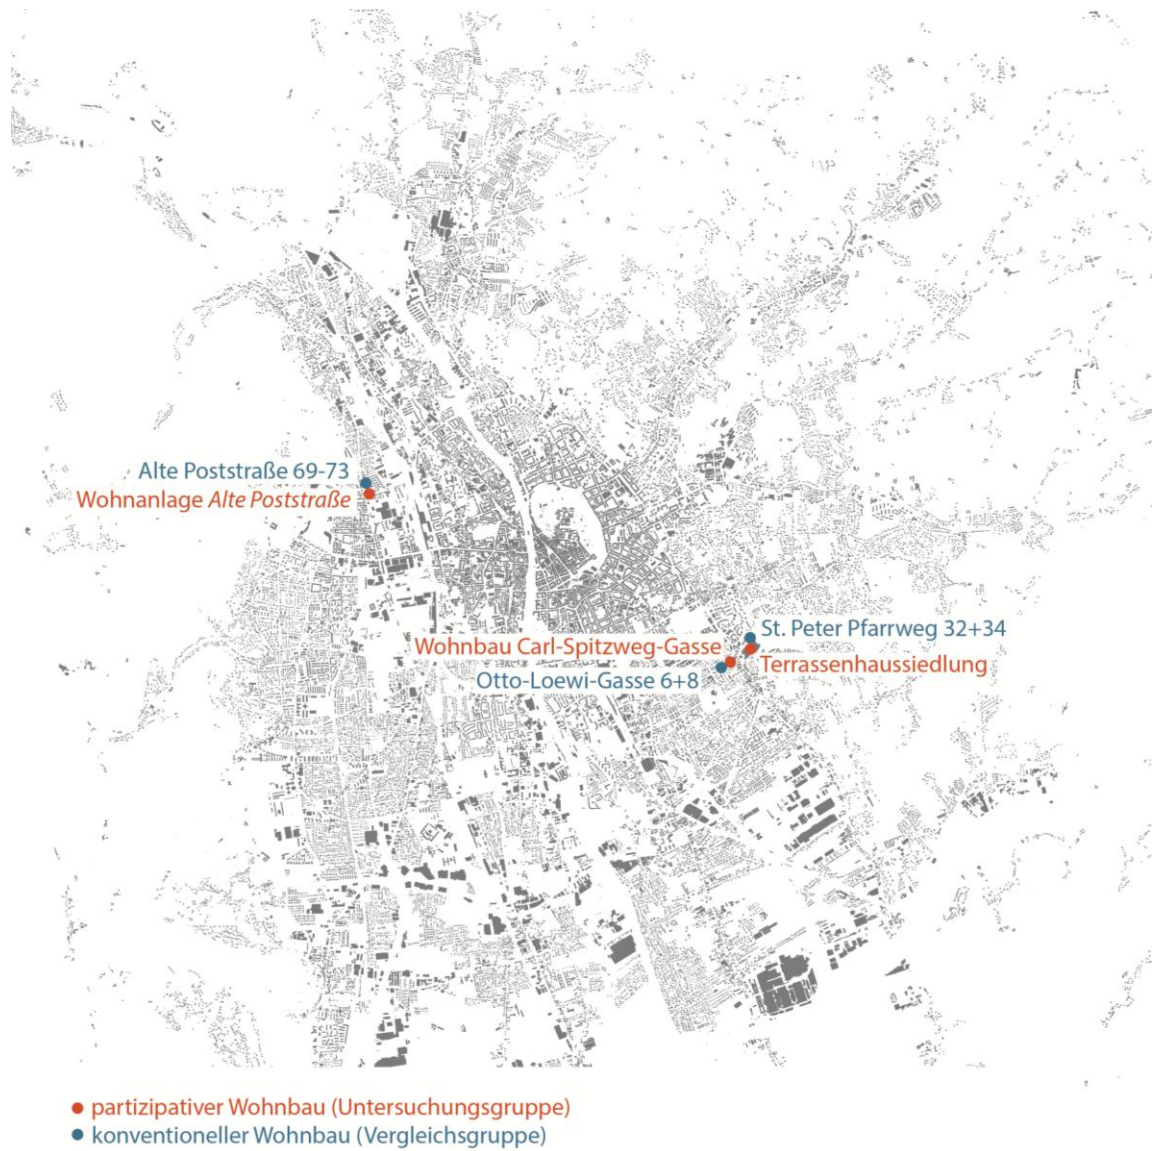 Alte Poststraße 69-73
Wohnanlage Alte Poststraße
St. Peter Pfarrweg 32+34
Wohnbau Carl-Spitzweg-Gasse
Terrassenhaussiedlung
Otto-Loewi-Gasse 6+8
partizipativer Wohnbau (Untersuchungsgruppe)
konventioneller Wohnbau (Vergleichsgruppe)